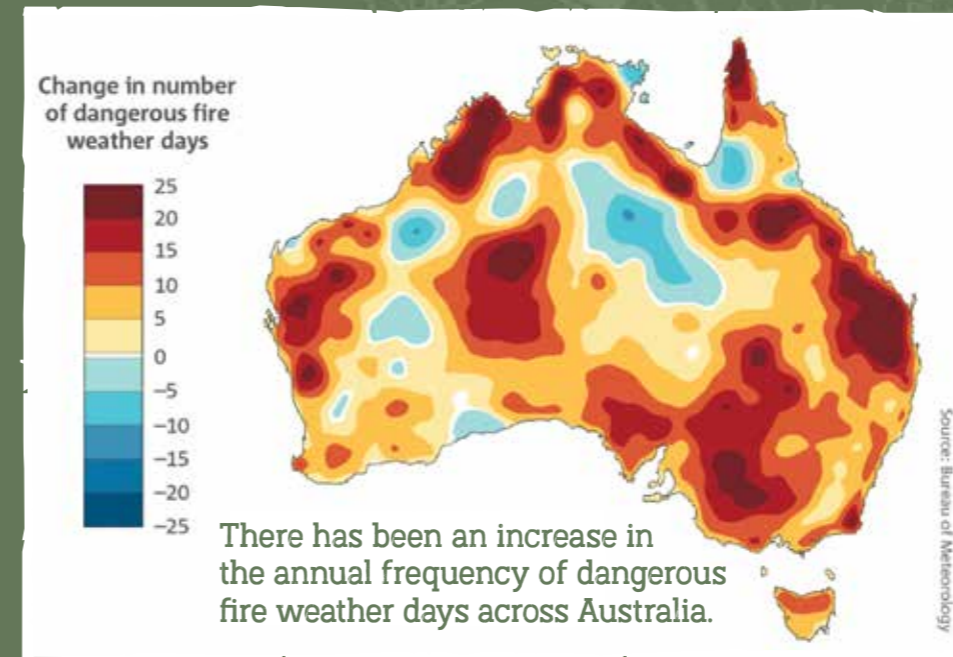 Change in number
of dangerous fire
weather days
25
20
15
10
5
0
–5
–10
–15
–20
–25
There has been an increase in
the annual frequency of dangerous
fire weather days across Australia.
Source: Bureau of Meteorology